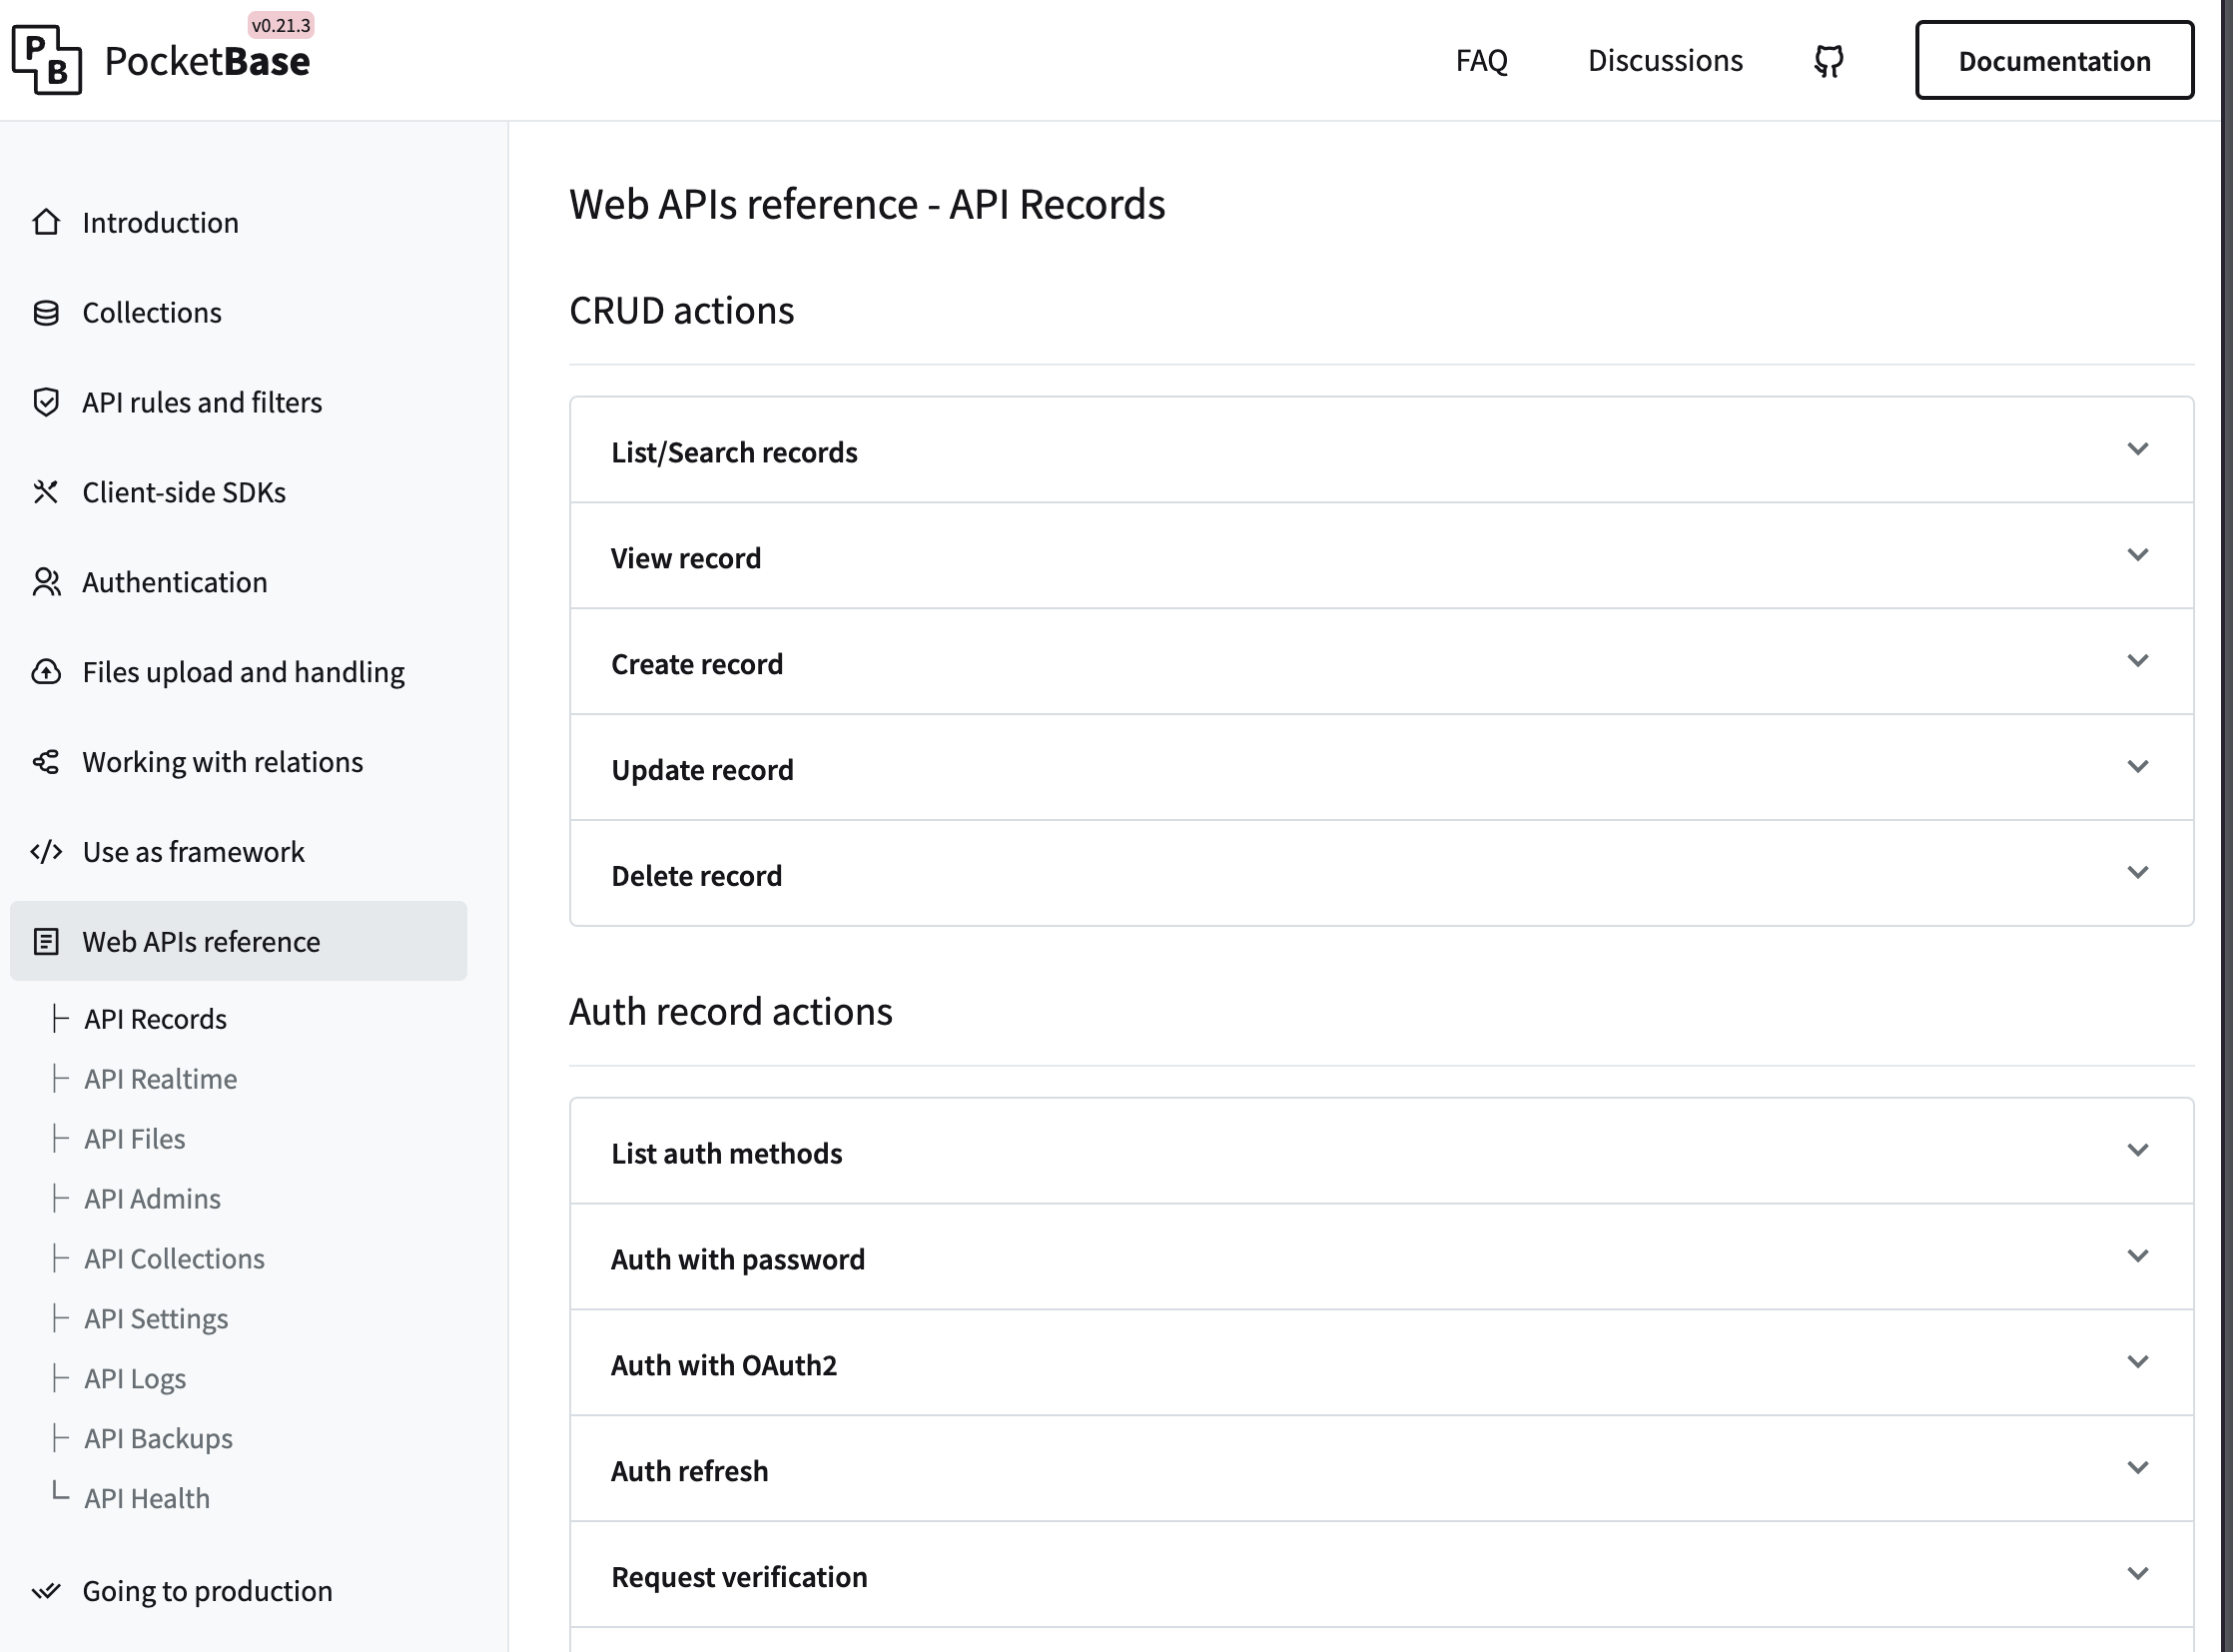 P
B
PocketBase
v0.21.3
FAQ
Discussions
Documentation
Introduction
Collections
API rules and filters
Client-side SDKs
Authentication
Files upload and handling
Working with relations
Use as framework
Web APIs reference
API Records
API Realtime
API Files
API Admins
API Collections
API Settings
API Logs
API Backups
API Health
Going to production
Web APIs reference - API Records
CRUD actions
List/Search records
View record
Create record
Update record
Delete record
Auth record actions
List auth methods
Auth with password
Auth with OAuth2
Auth refresh
Request verification